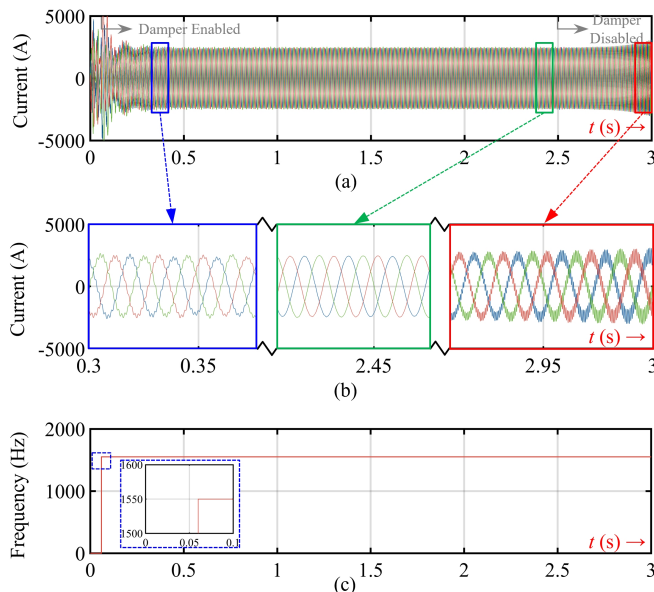 5000
Damper Enabled
Damper
Disabled
Current (A)
0
t (s) →
-5000
0 0.5 1 1.5 2 2.5 3
(a)
5000
Current (A)
0
t (s) →
-5000
0.3 0.35 2.45 2.95 3
(b)
2000
Frequency (Hz)
1600
1550
1500
0 0.05 0.1
1000
t (s) →
0
0 0.5 1 1.5 2 2.5 3
(c)